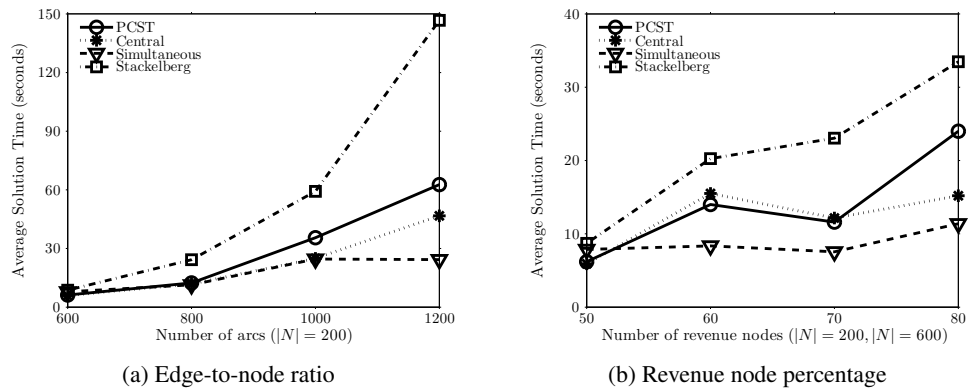 150
120
90
60
30
0
Average Solution Time (seconds)
PCST
Central
Simultaneous
Stackelberg
600 800 1000 1200
Number of arcs (|N| = 200)
(a) Edge-to-node ratio
40
30
20
10
0
Average Solution Time (seconds)
PCST
Central
Simultaneous
Stackelberg
50 60 70 80
Number of revenue nodes (|N| = 200, |N| = 600)
(b) Revenue node percentage